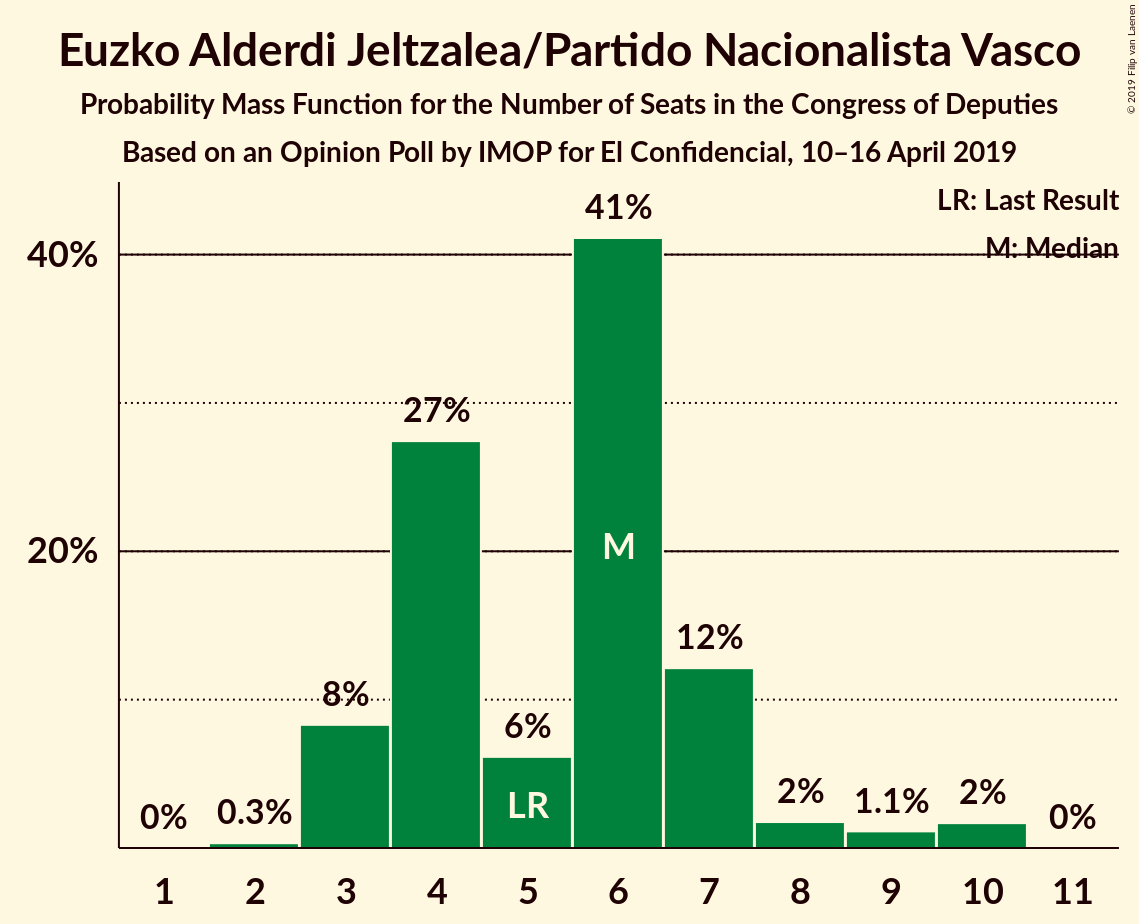 Euzko Alderdi Jeltzalea/Partido Nacionalista Vasco
Probability Mass Function for the Number of Seats in the Congress of Deputies
Based on an Opinion Poll by IMOP for El Confidencial, 10–16 April 2019
© 2019 Filip van Laenen
LR: Last Result
M: Median
40%
20%
0%
0.3%
8%
27%
6%
41%
12%
2%
1.1%
2%
0%
M
LR
1 2 3 4 5 6 7 8 9 10 11